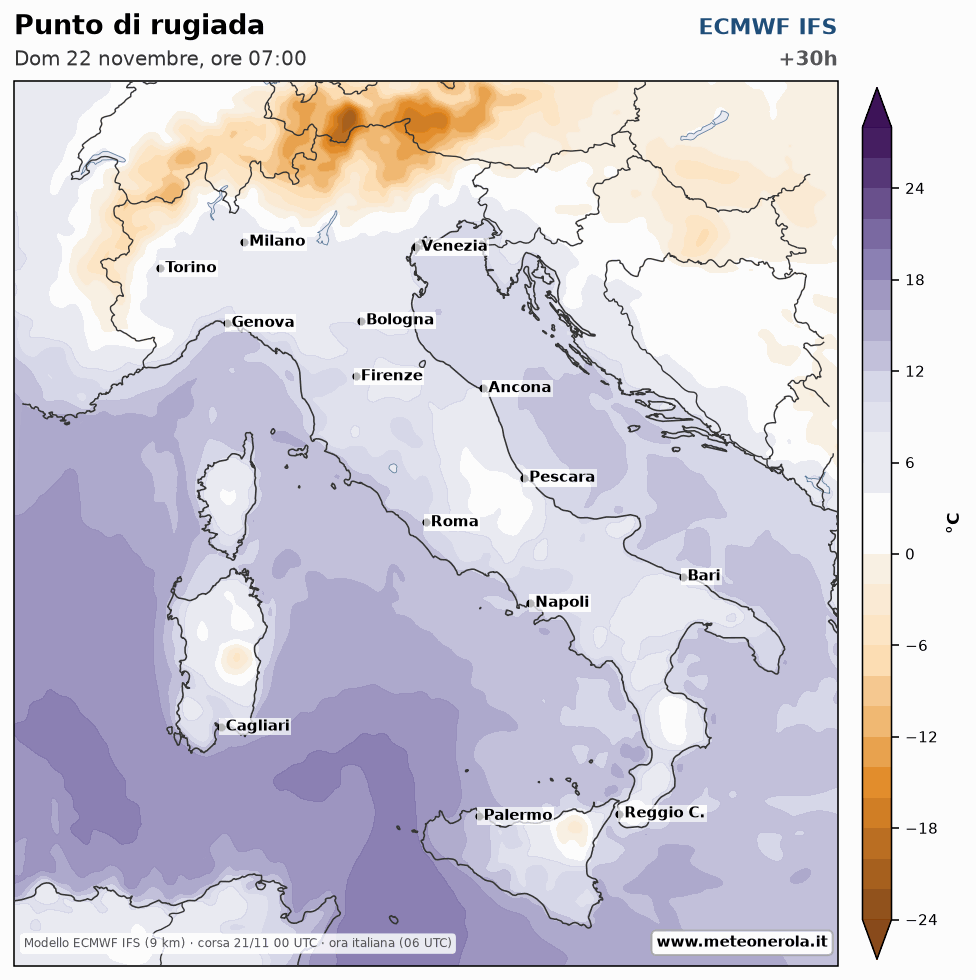 Punto di rugiada
ECMWF IFS
Dom 22 novembre, ore 07:00
+30h
Milano
Venezia
Torino
Genova
Bologna
Firenze
Ancona
Pescara
Roma
Bari
Napoli
Cagliari
Palermo
Reggio C.
24
18
12
6
0
−6
−12
−18
−24
°C
Modello ECMWF IFS (9 km) · corsa 21/11 00 UTC · ora italiana (06 UTC)
www.meteonerola.it